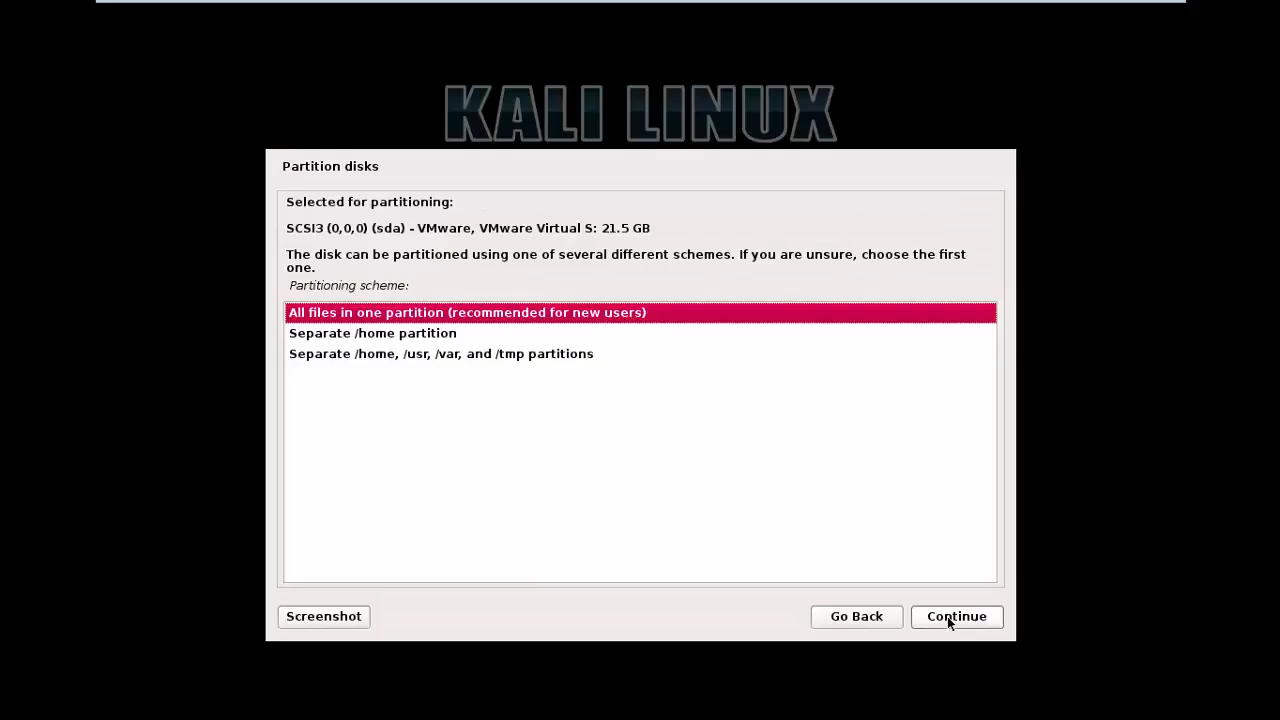 KALI LINUX
Partition disks
Selected for partitioning:
SCSI3 (0,0,0) (sda) - VMware, VMware Virtual S: 21.5 GB
The disk can be partitioned using one of several different schemes. If you are unsure, choose the first
one.
Partitioning scheme:
All files in one partition (recommended for new users)
Separate /home partition
Separate /home, /usr, /var, and /tmp partitions
Screenshot
Go Back
Continue